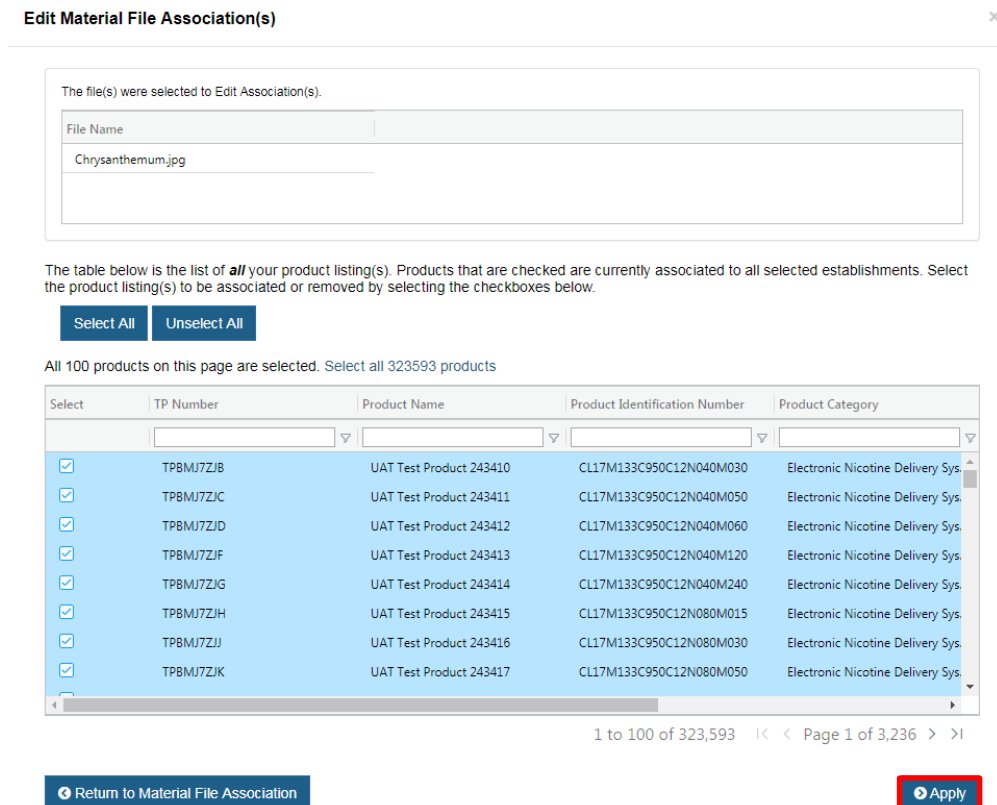 Edit Material File Association(s)
×
The file(s) were selected to Edit Association(s).
File Name
Chrysanthemum.jpg
The table below is the list of all your product listing(s). Products that are checked are currently associated to all selected establishments. Select
the product listing(s) to be associated or removed by selecting the checkboxes below.
Select All Unselect All
All 100 products on this page are selected. Select all 323593 products
Select TP Number Product Name Product Identification Number Product Category
TPBMJ7ZJB UAT Test Product 243410 CL17M133C950C12N040M030 Electronic Nicotine Delivery Sys.
TPBMJ7ZJC UAT Test Product 243411 CL17M133C950C12N040M050 Electronic Nicotine Delivery Sys.
TPBMJ7ZJD UAT Test Product 243412 CL17M133C950C12N040M060 Electronic Nicotine Delivery Sys.
TPBMJ7ZJF UAT Test Product 243413 CL17M133C950C12N040M120 Electronic Nicotine Delivery Sys.
TPBMJ7ZJG UAT Test Product 243414 CL17M133C950C12N040M240 Electronic Nicotine Delivery Sys.
TPBMJ7ZJH UAT Test Product 243415 CL17M133C950C12N080M015 Electronic Nicotine Delivery Sys.
TPBMJ7ZJJ UAT Test Product 243416 CL17M133C950C12N080M030 Electronic Nicotine Delivery Sys.
TPBMJ7ZJK UAT Test Product 243417 CL17M133C950C12N080M050 Electronic Nicotine Delivery Sys.
1 to 100 of 323,593 Page 1 of 3,236
Return to Material File Association Apply